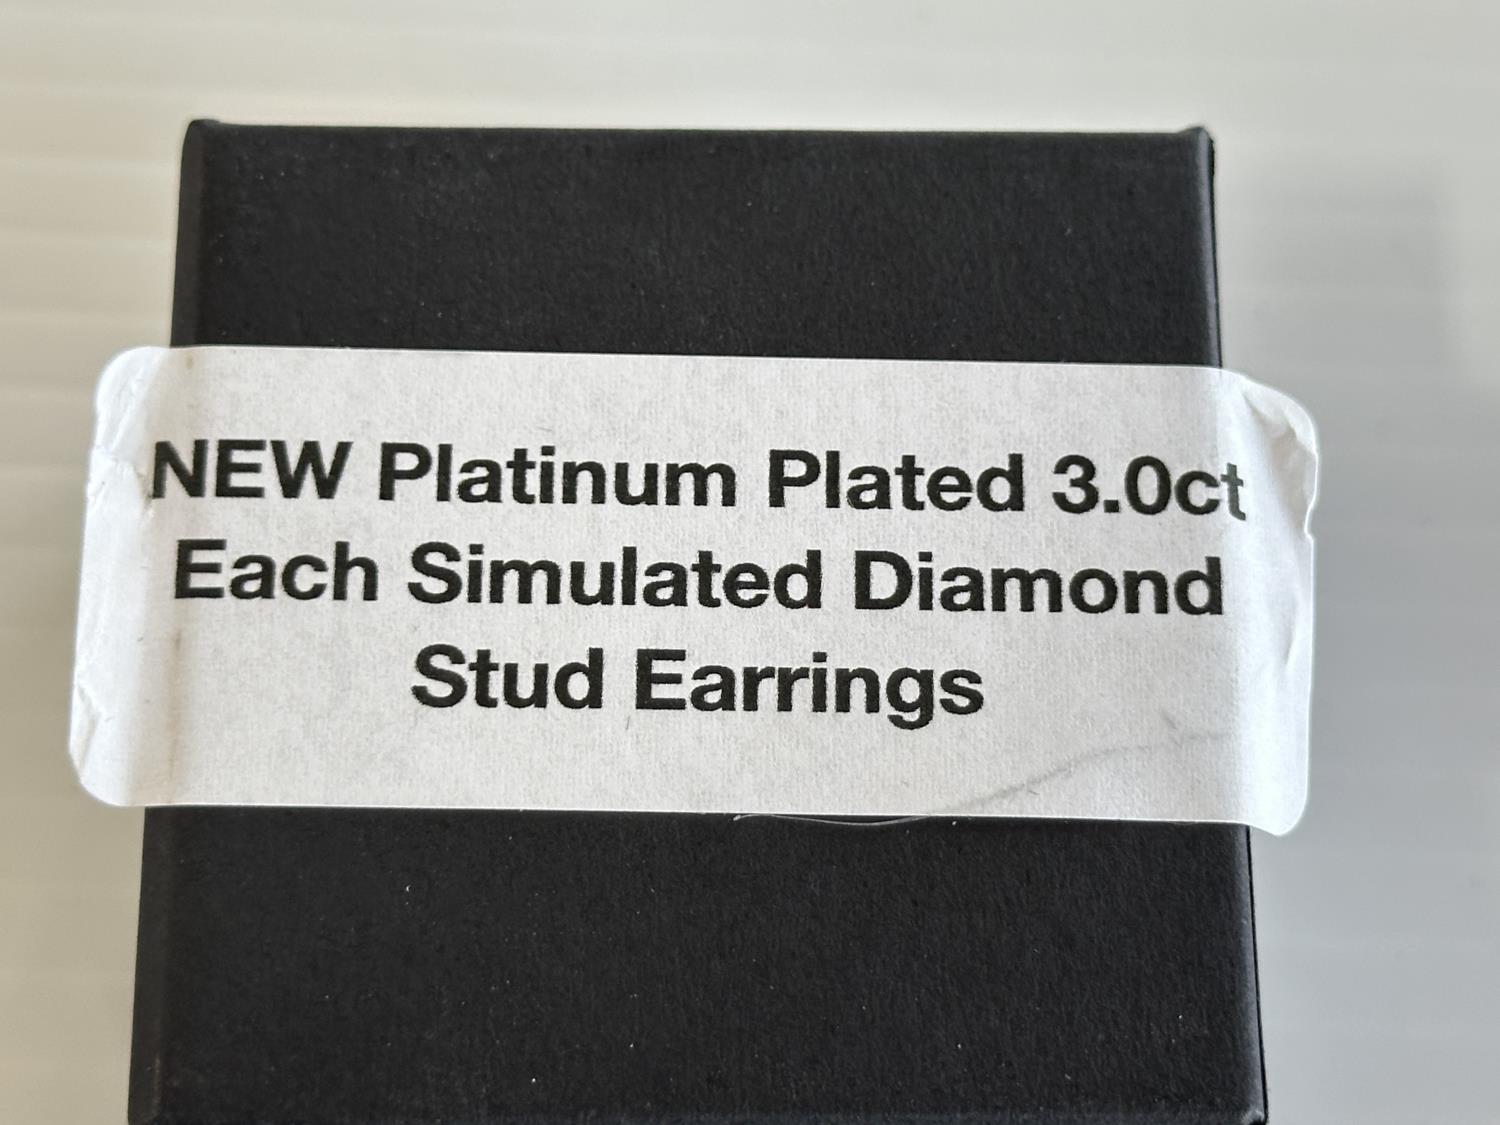 NEW Platinum Plated 3.0ct
Each Simulated Diamond
Stud Earrings